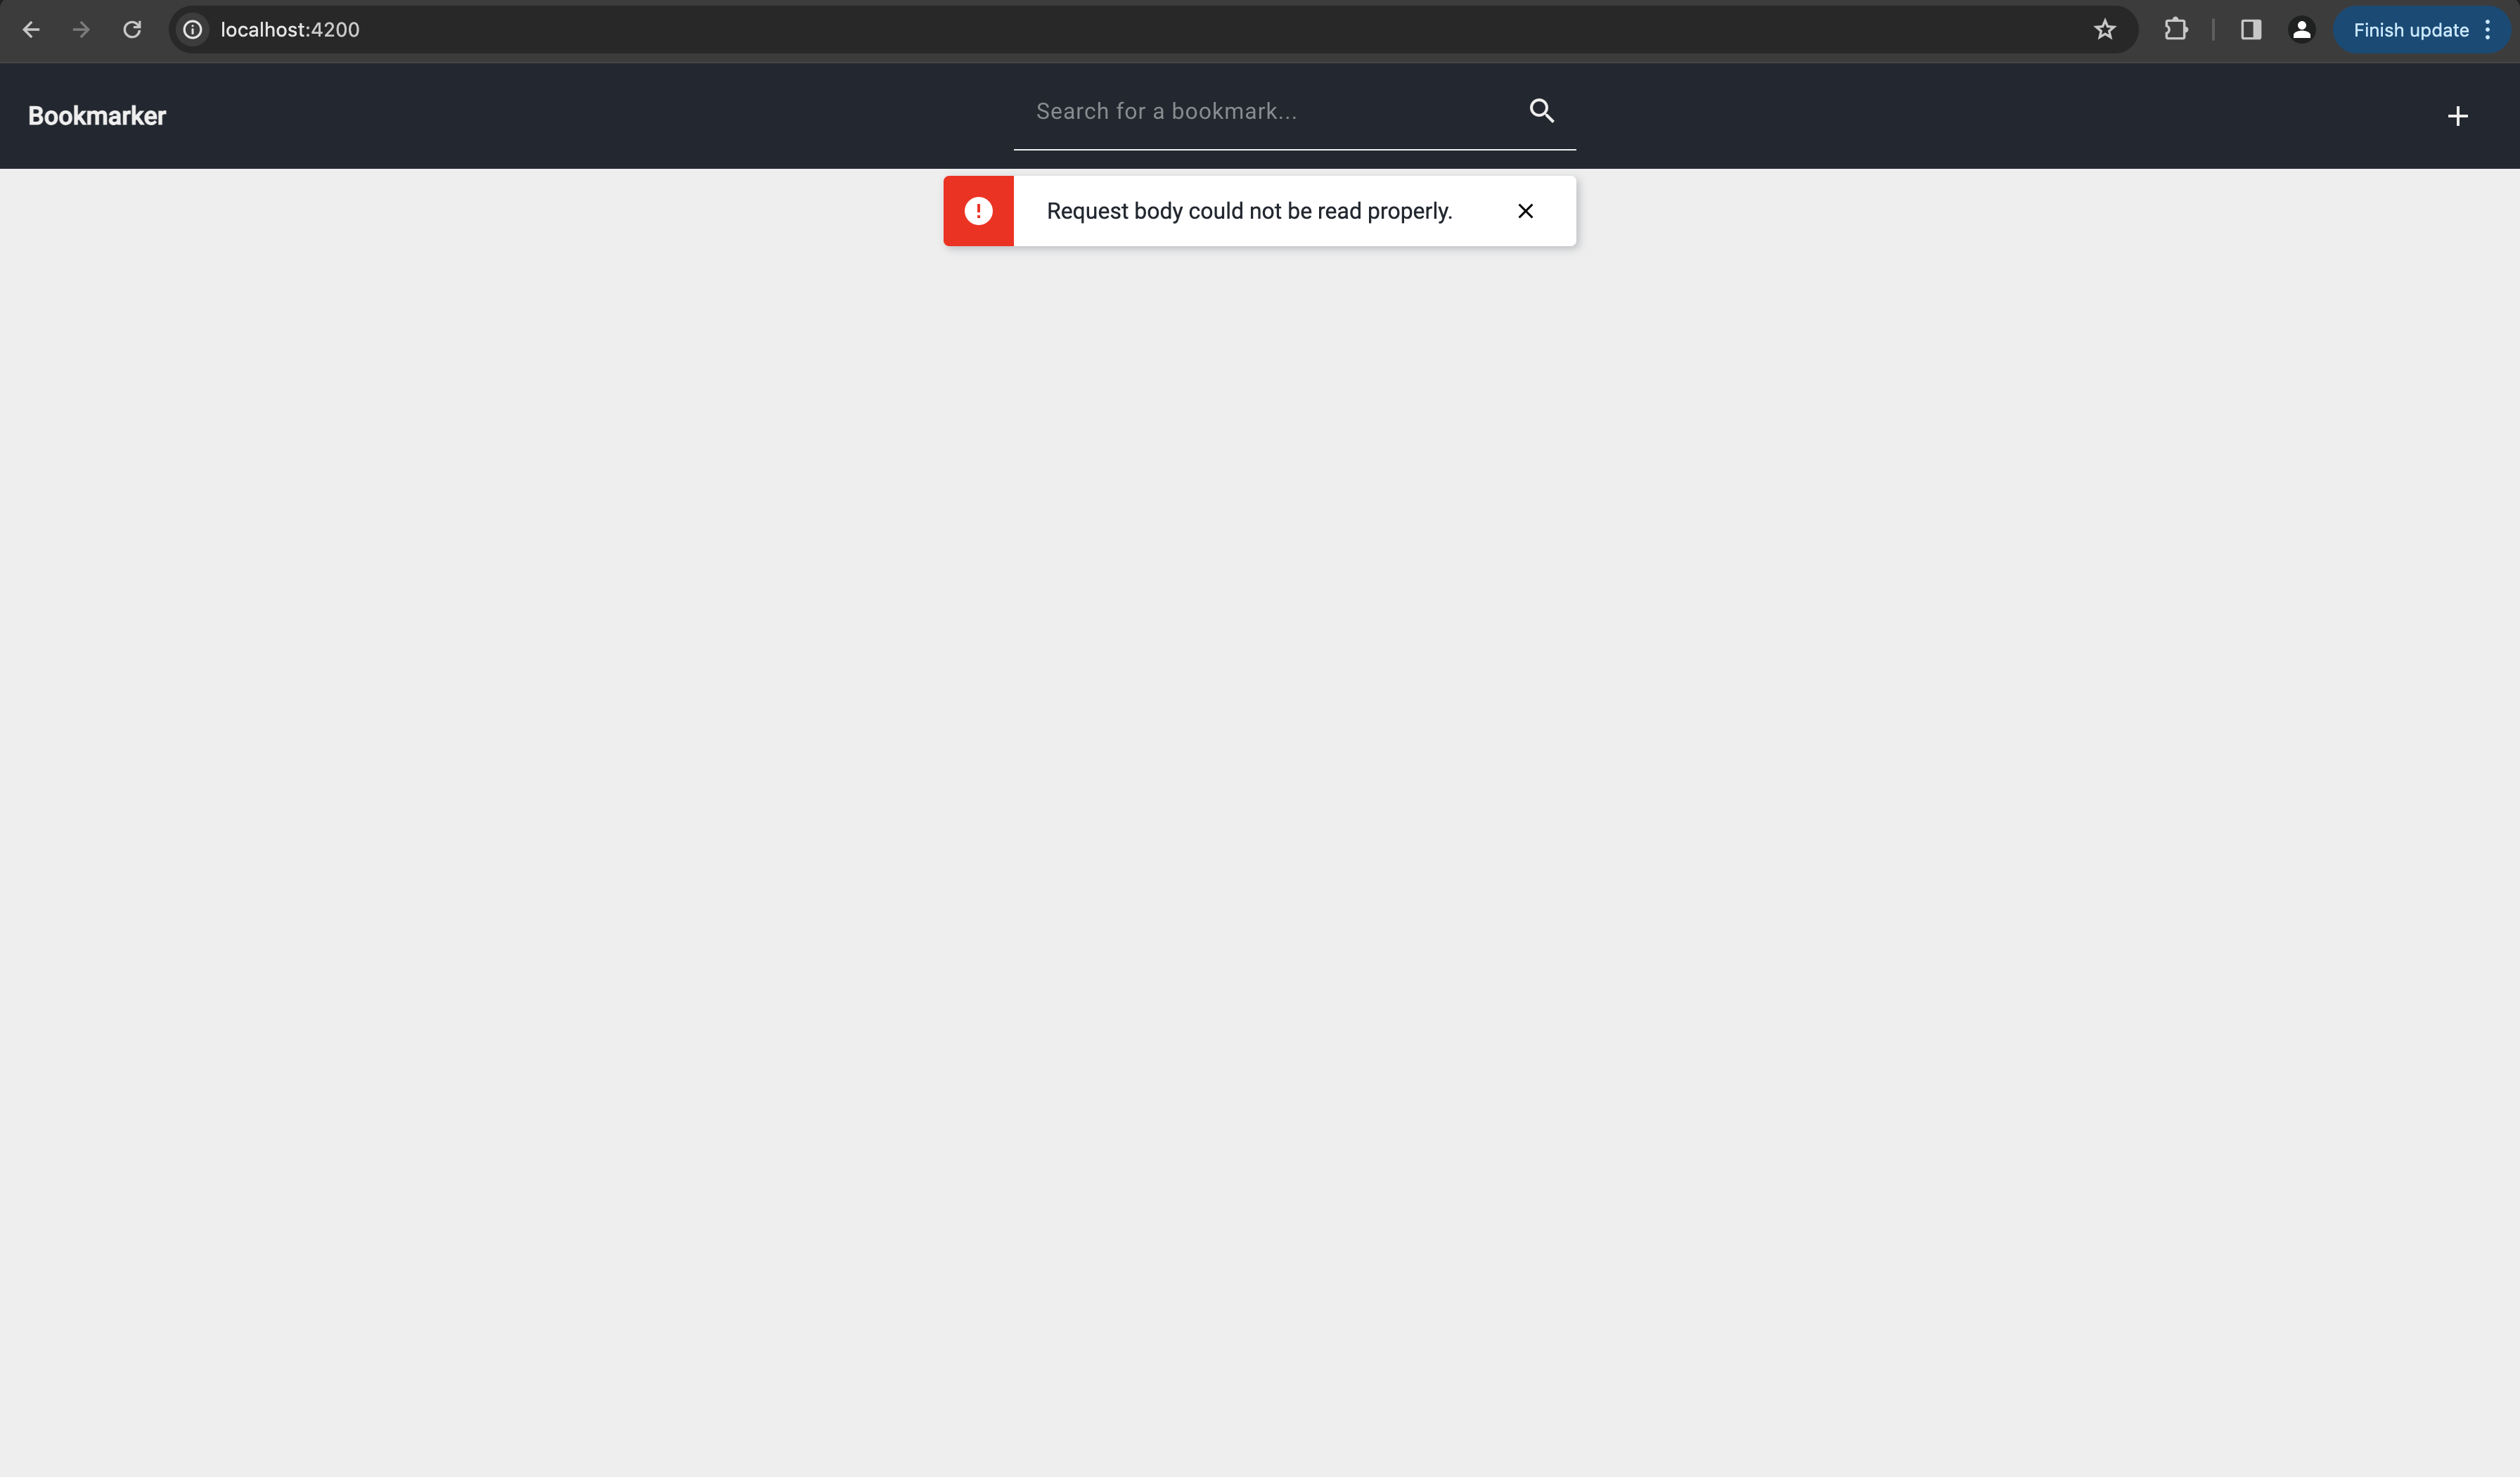 localhost:4200
Finish update
Bookmarker
Search for a bookmark...
Request body could not be read properly.